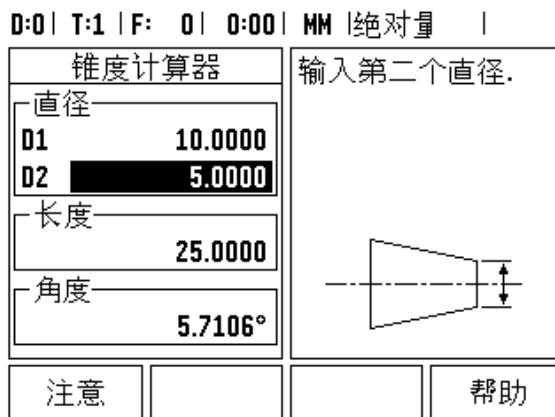 D:0| T:1 |F: 0| 0:00| MM |绝对量 |
锥度计算器
输入第二个直径.
直径
D1 10.0000
D2 5.0000
长度
25.0000
角度
5.7106°
注意
帮助